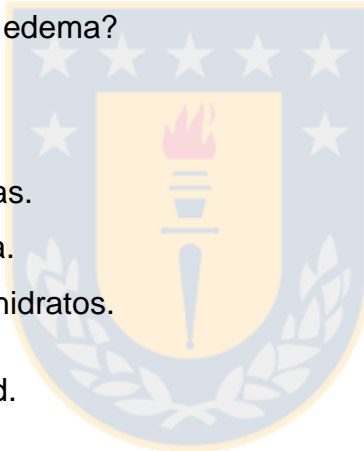 edema?
as.
a.
hidratos.
d.